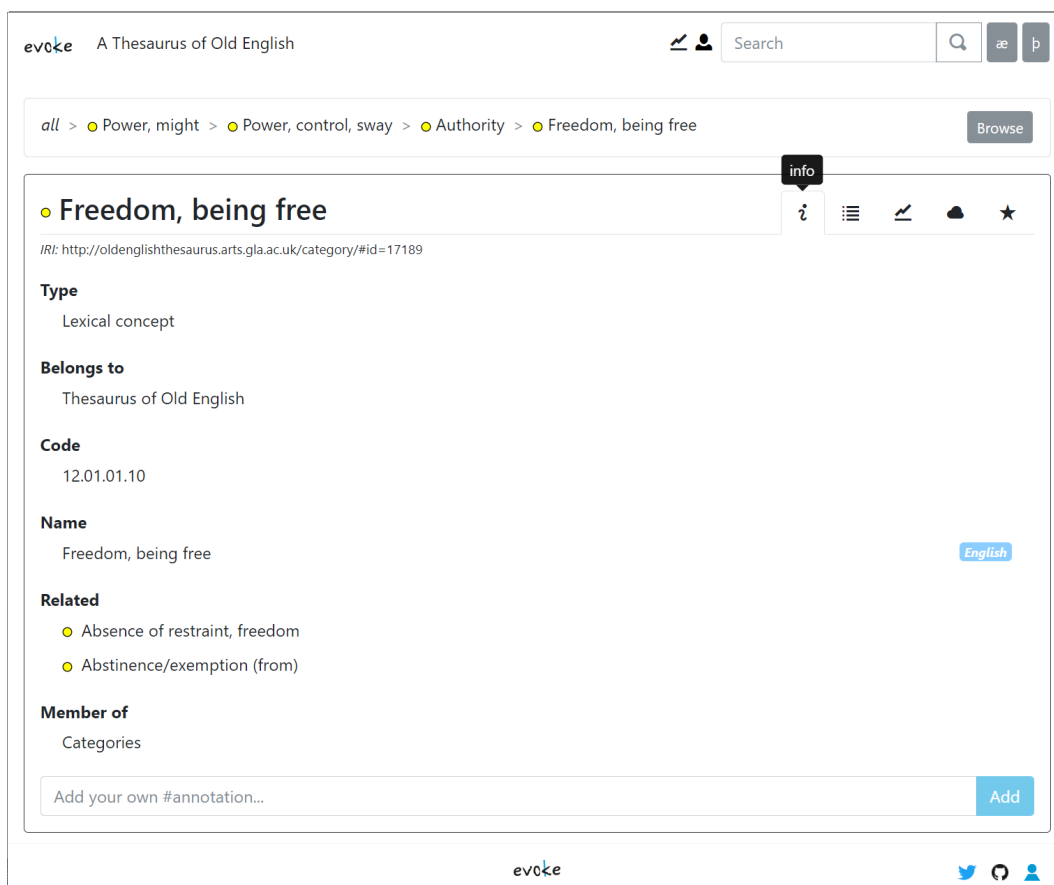 evoke A Thesaurus of Old English Search æ þ
all > Power, might > Power, control, sway > Authority > Freedom, being free Browse
info
Freedom, being free i
IRI: http://oldenglishthesaurus.arts.gla.ac.uk/category/#id=17189
Type
Lexical concept
Belongs to
Thesaurus of Old English
Code
12.01.01.10
Name
Freedom, being free English
Related
Absence of restraint, freedom
Abstinence/exemption (from)
Member of
Categories
Add your own #annotation... Add
evoke